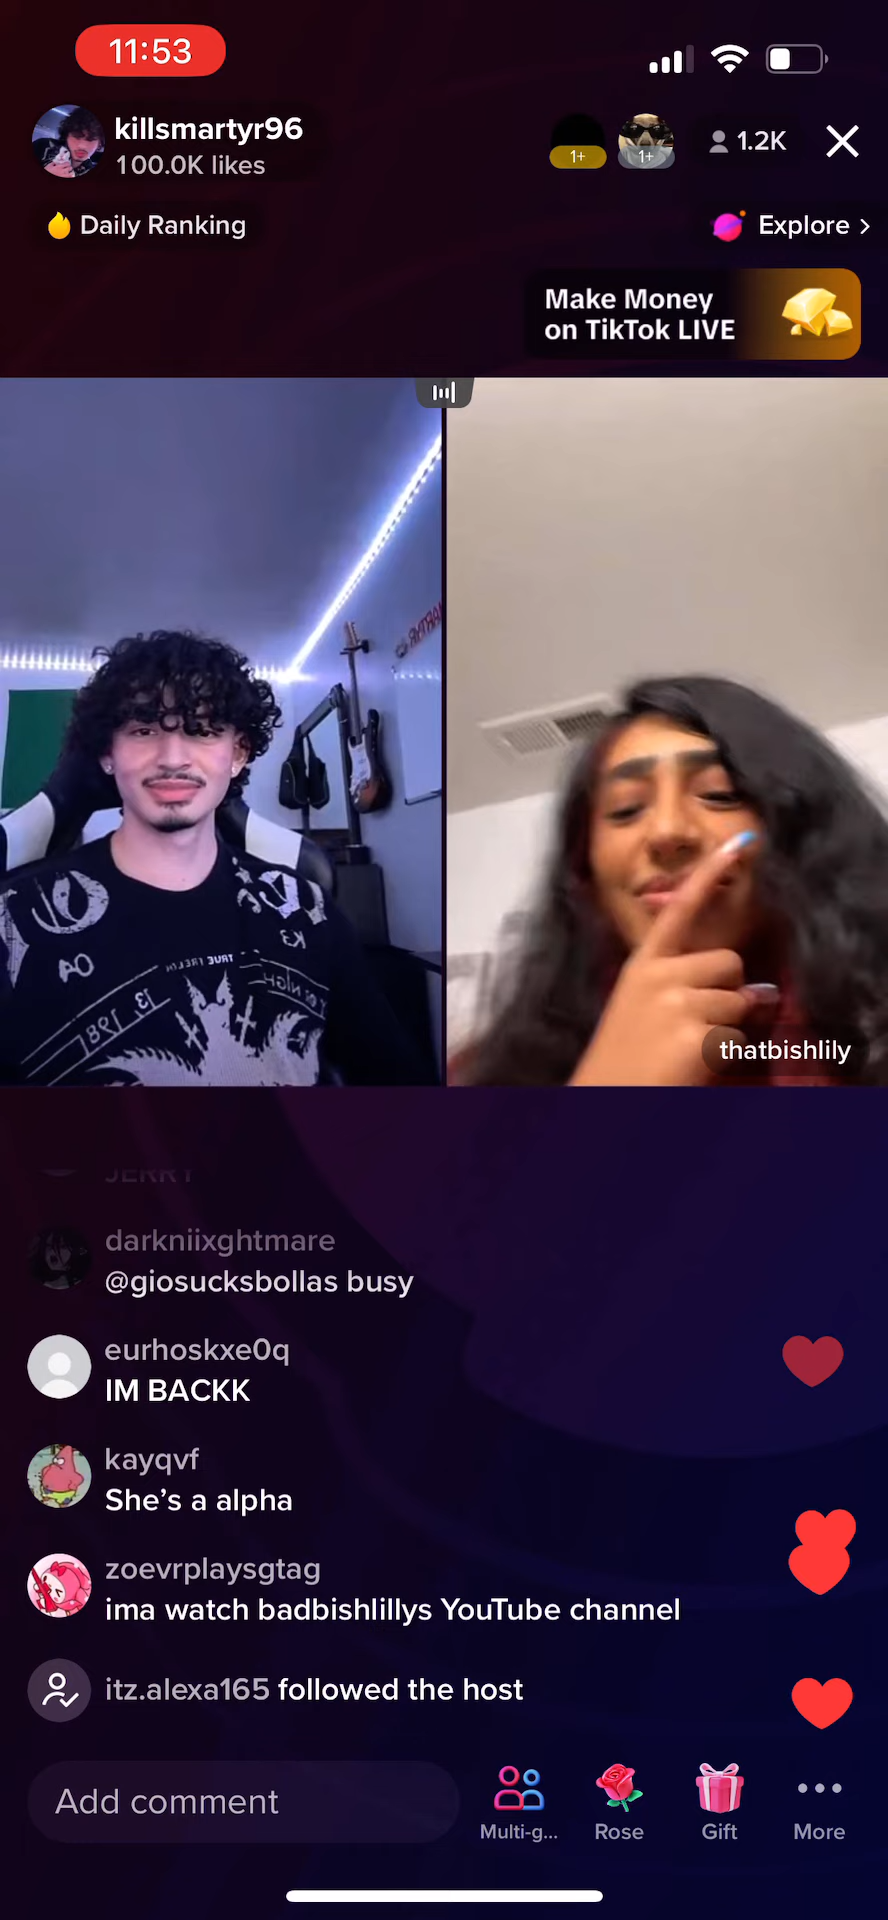 11:53
killsmartyr96
100.0K likes
1+
1+
1.2K
Daily Ranking
Explore >
Make Money
on TikTok LIVE
thatbishlily
JERRY
darkniixghtmare
@giosucksbollas busy
eurhoskxe0q
IM BACKK
kayqvf
She's a alpha
zoevrplaysgtag
ima watch badbishlillys YouTube channel
itz.alexa165 followed the host
Add comment
Multi-g...
Rose
Gift
More